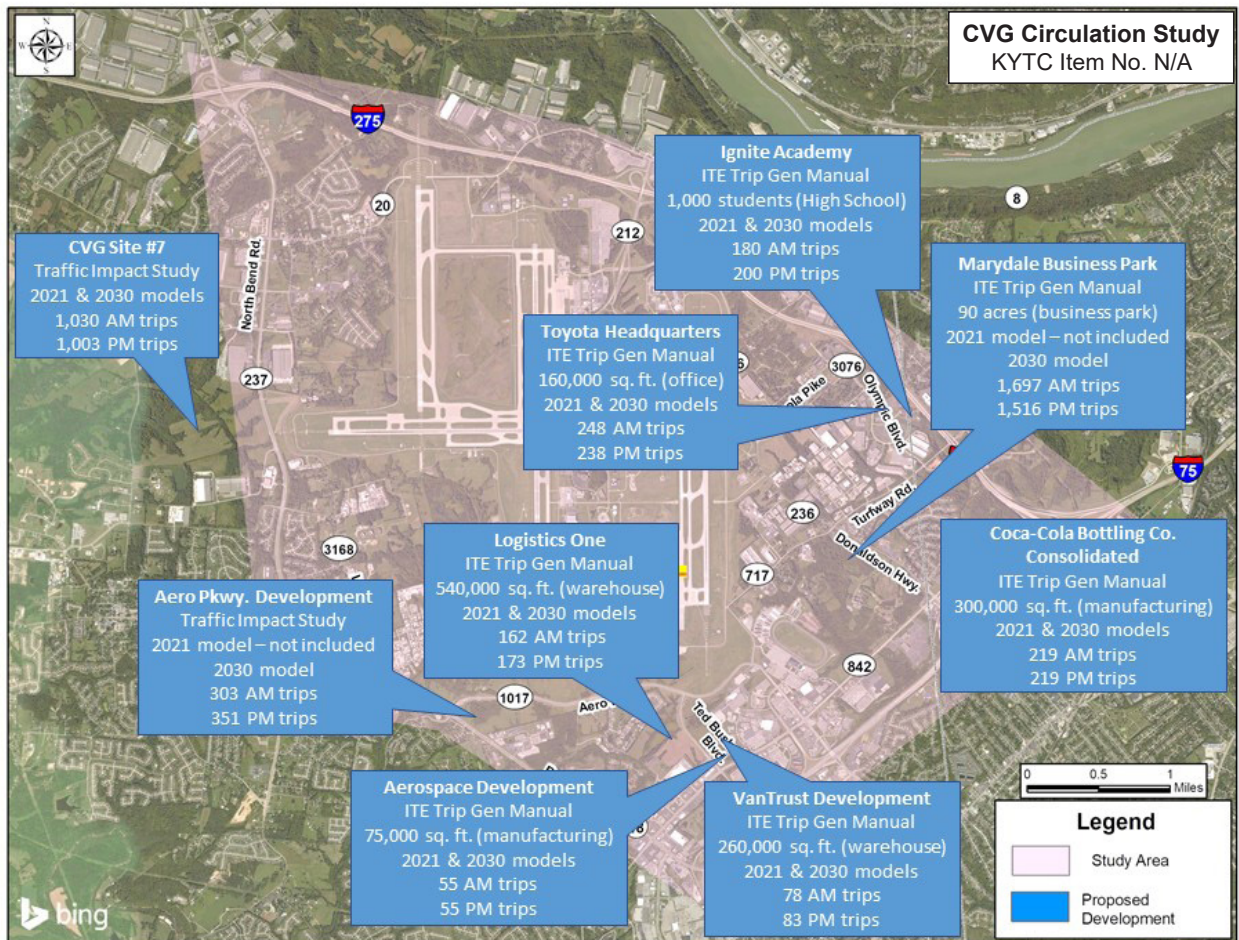 N
W E
S
CVG Circulation Study
KYTC Item No. N/A
275
20
212
8
Ignite Academy
ITE Trip Gen Manual
1,000 students (High School)
2021 & 2030 models
180 AM trips
200 PM trips
CVG Site #7
Traffic Impact Study
2021 & 2030 models
1,030 AM trips
1,003 PM trips
North Bend Rd.
237
Marydale Business Park
ITE Trip Gen Manual
90 acres (business park)
2021 model – not included
2030 model
1,697 AM trips
1,516 PM trips
Toyota Headquarters
ITE Trip Gen Manual
160,000 sq. ft. (office)
2021 & 2030 models
248 AM trips
238 PM trips
3076
Pike
Olympic Blvd.
75
236
Turfway Rd.
Donaldson Hwy.
717
3168
Logistics One
ITE Trip Gen Manual
540,000 sq. ft. (warehouse)
2021 & 2030 models
162 AM trips
173 PM trips
Coca-Cola Bottling Co.
Consolidated
ITE Trip Gen Manual
300,000 sq. ft. (manufacturing)
2021 & 2030 models
219 AM trips
219 PM trips
Aero Pkwy. Development
Traffic Impact Study
2021 model – not included
2030 model
303 AM trips
351 PM trips
842
1017
Aero
Ted
Blvd.
Aerospace Development
ITE Trip Gen Manual
75,000 sq. ft. (manufacturing)
2021 & 2030 models
55 AM trips
55 PM trips
VanTrust Development
ITE Trip Gen Manual
260,000 sq. ft. (warehouse)
2021 & 2030 models
78 AM trips
83 PM trips
0 0.5 1
Miles
Legend
Study Area
Proposed
Development
bing